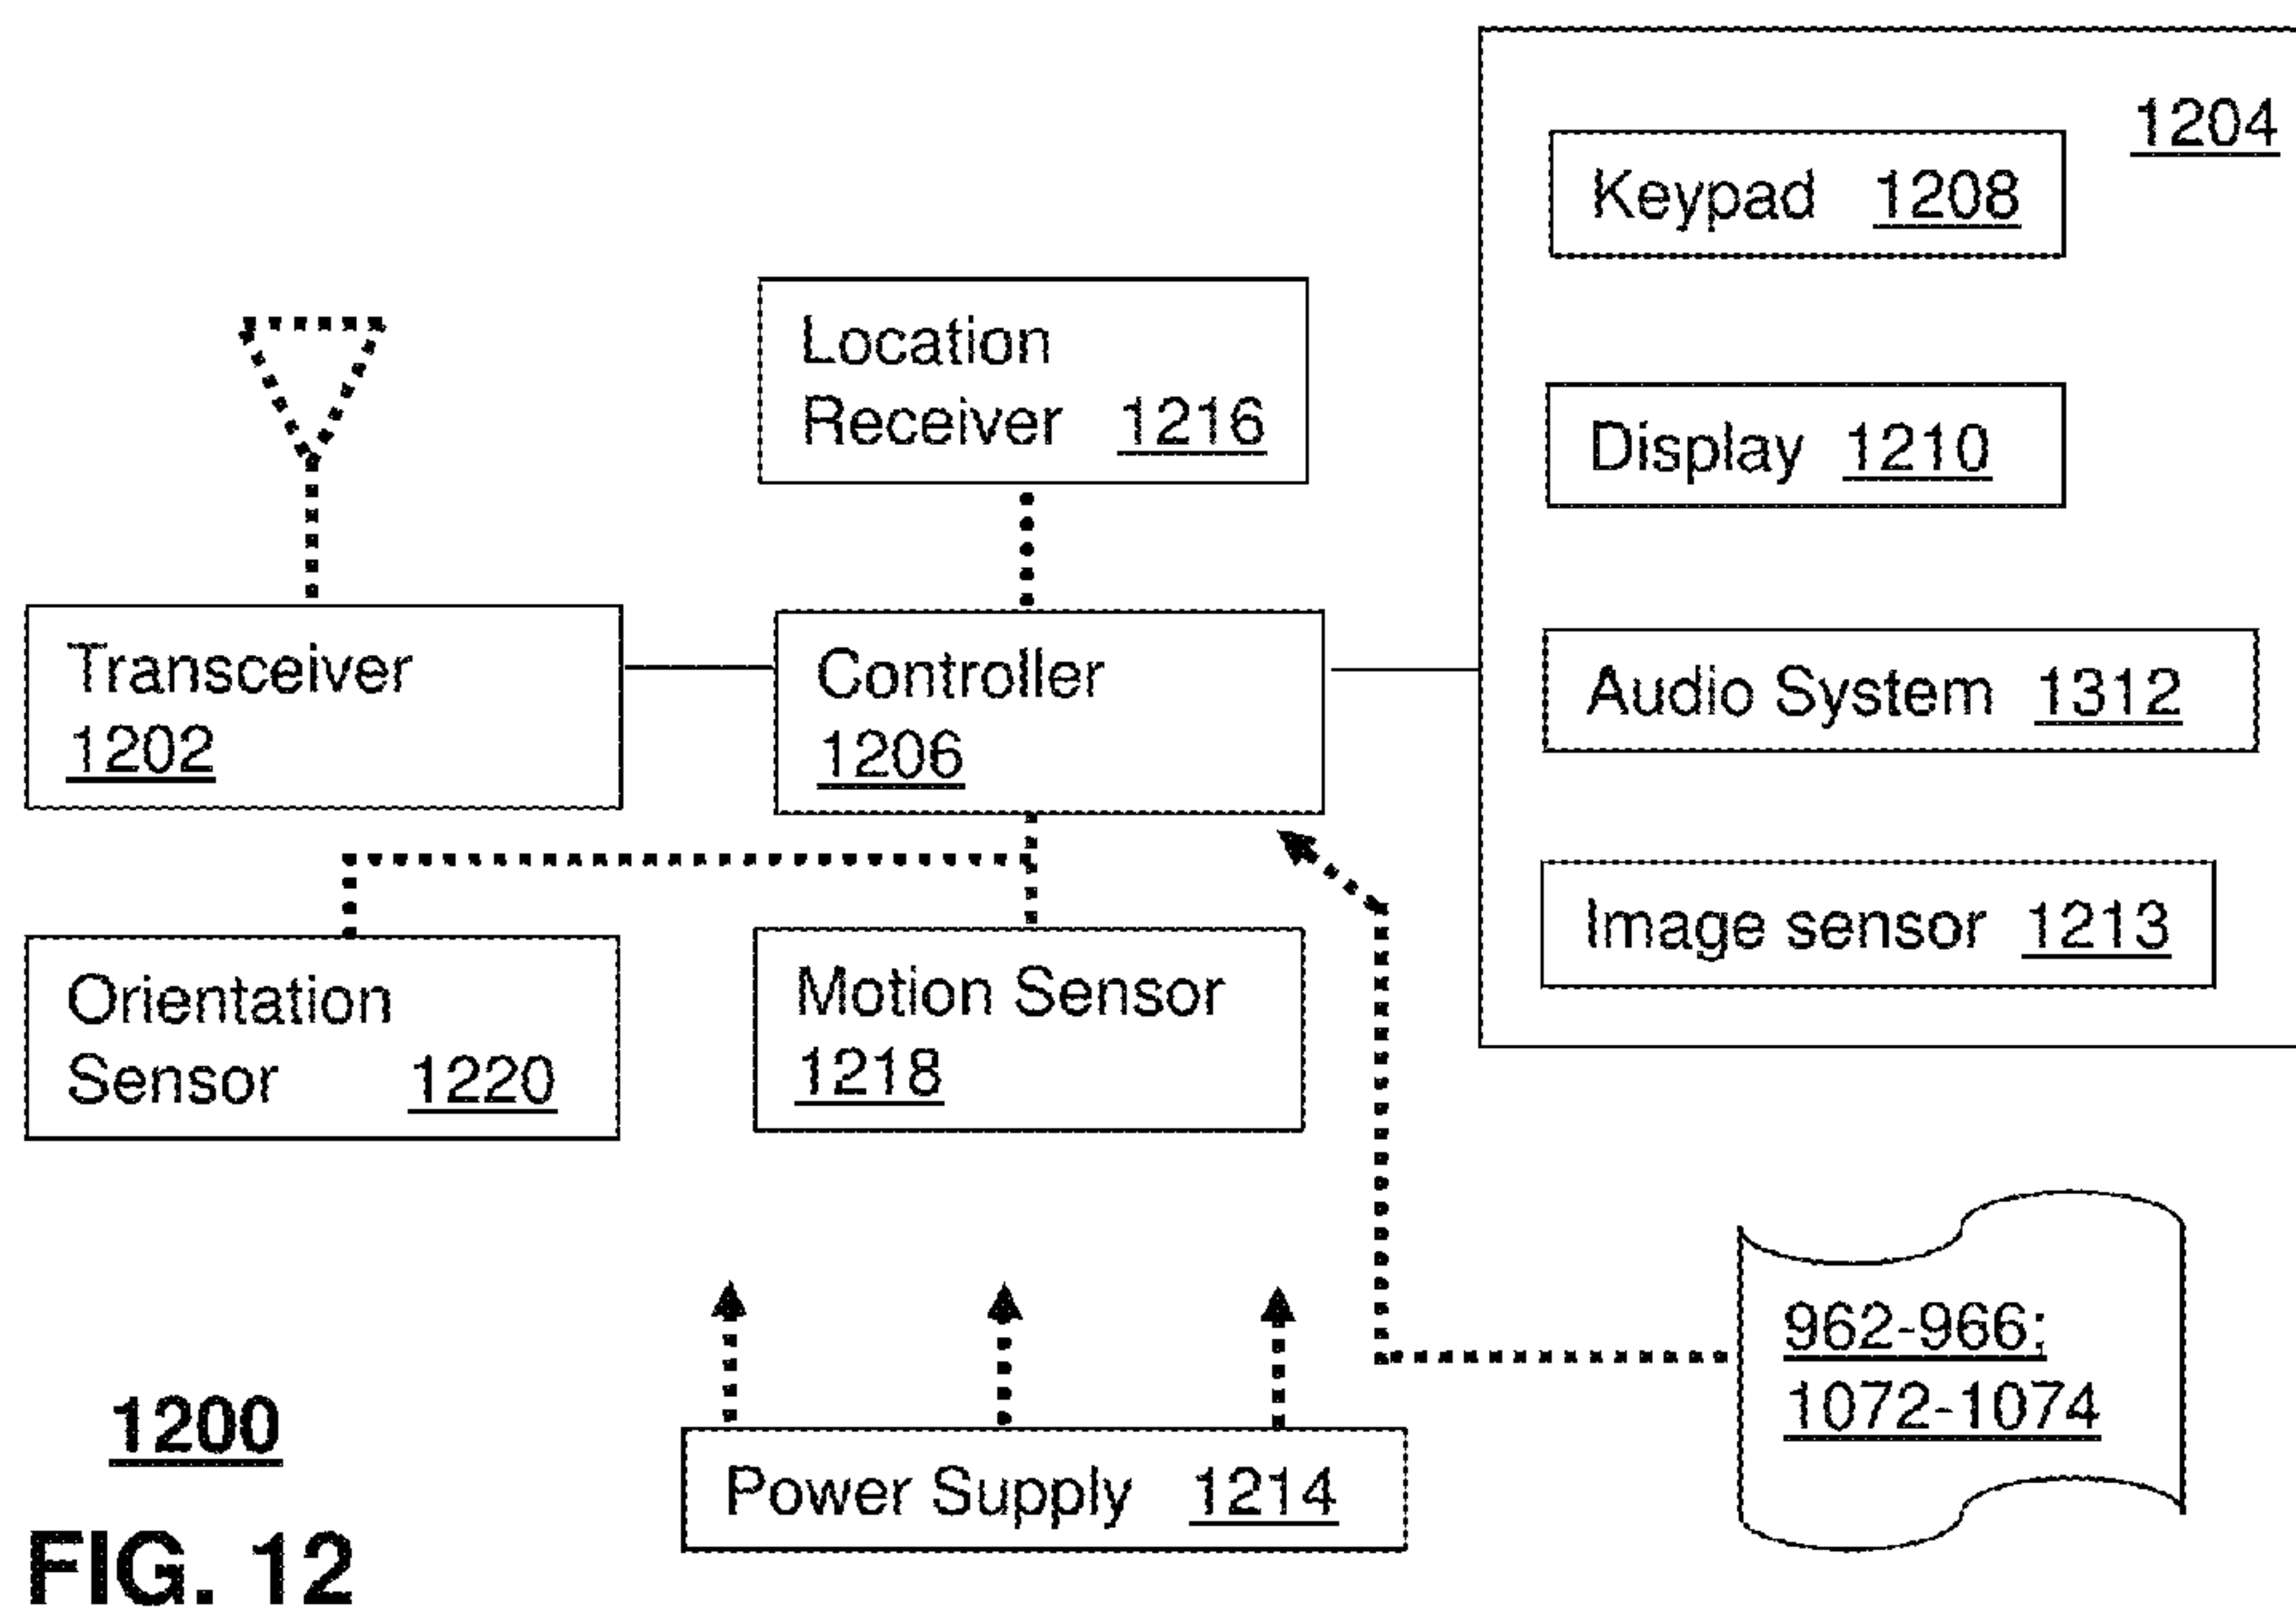 1204
Keypad 1208
Location
Receiver 1216
Display 1210
Transceiver
1202
Controller
1206
Audio System 1312
Image sensor 1213
Orientation
Sensor 1220
Motion Sensor
1218
962-966;
1072-1074
1200
Power Supply 1214
FIG. 12